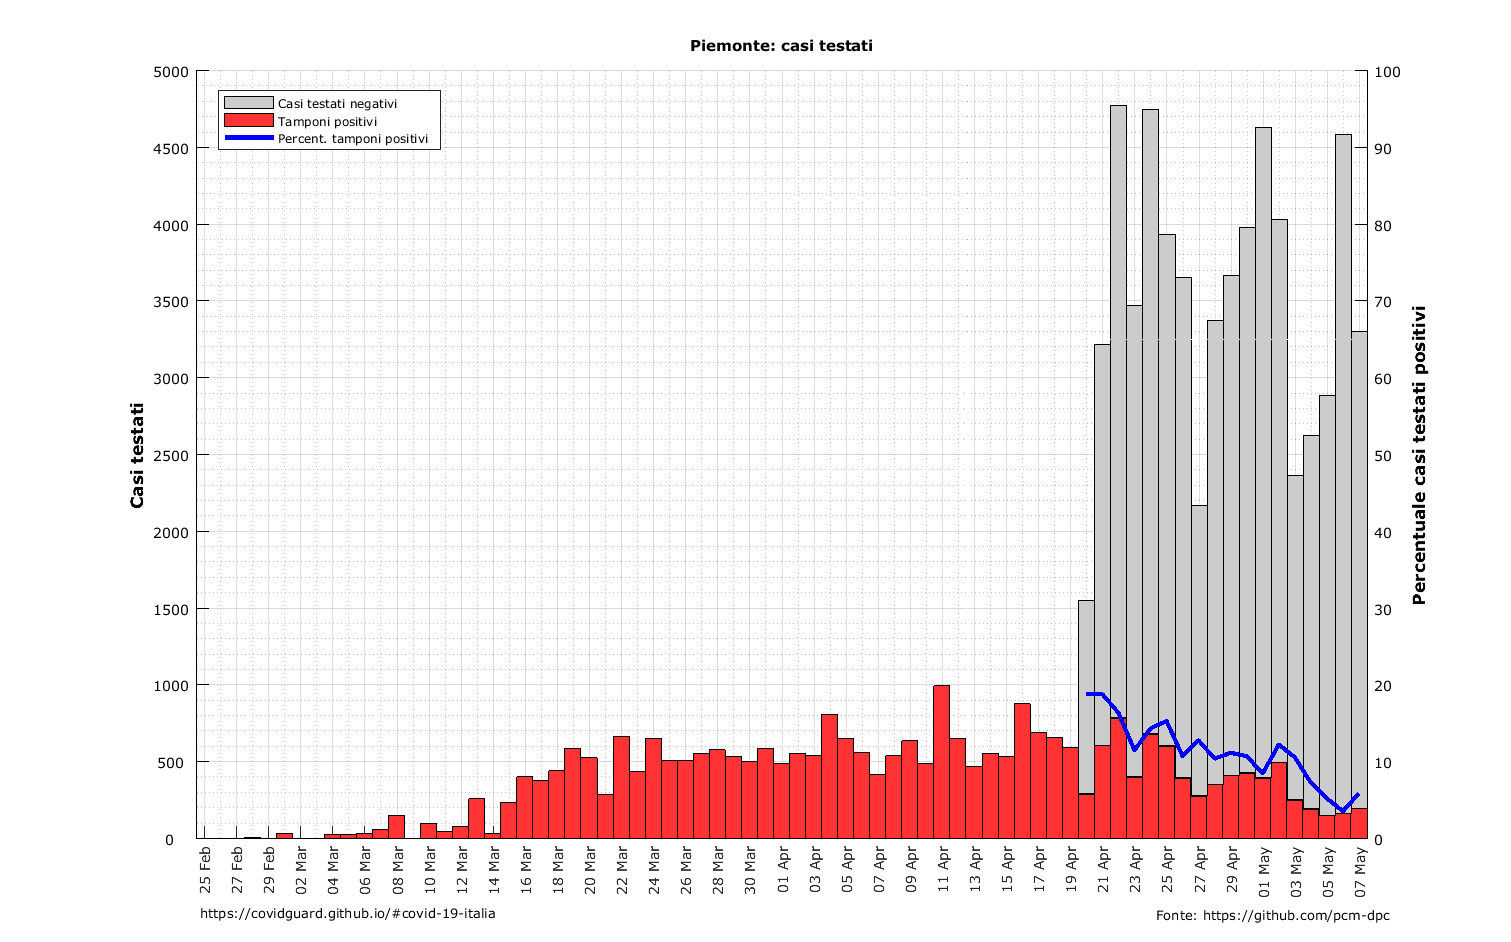 Piemonte: casi testati
Casi testati negativi
Tamponi positivi
Percent. tamponi positivi
Casi testati
5000
4500
4000
3500
3000
2500
2000
1500
1000
500
0
100
90
80
70
60
50
40
30
20
10
0
Percentuale casi testati positivi
25 Feb
27 Feb
29 Feb
02 Mar
04 Mar
06 Mar
08 Mar
10 Mar
12 Mar
14 Mar
16 Mar
18 Mar
20 Mar
22 Mar
24 Mar
26 Mar
28 Mar
30 Mar
01 Apr
03 Apr
05 Apr
07 Apr
09 Apr
11 Apr
13 Apr
15 Apr
17 Apr
19 Apr
21 Apr
23 Apr
25 Apr
27 Apr
29 Apr
01 May
03 May
05 May
07 May
https://covidguard.github.io/#covid-19-italia
Fonte: https://github.com/pcm-dpc